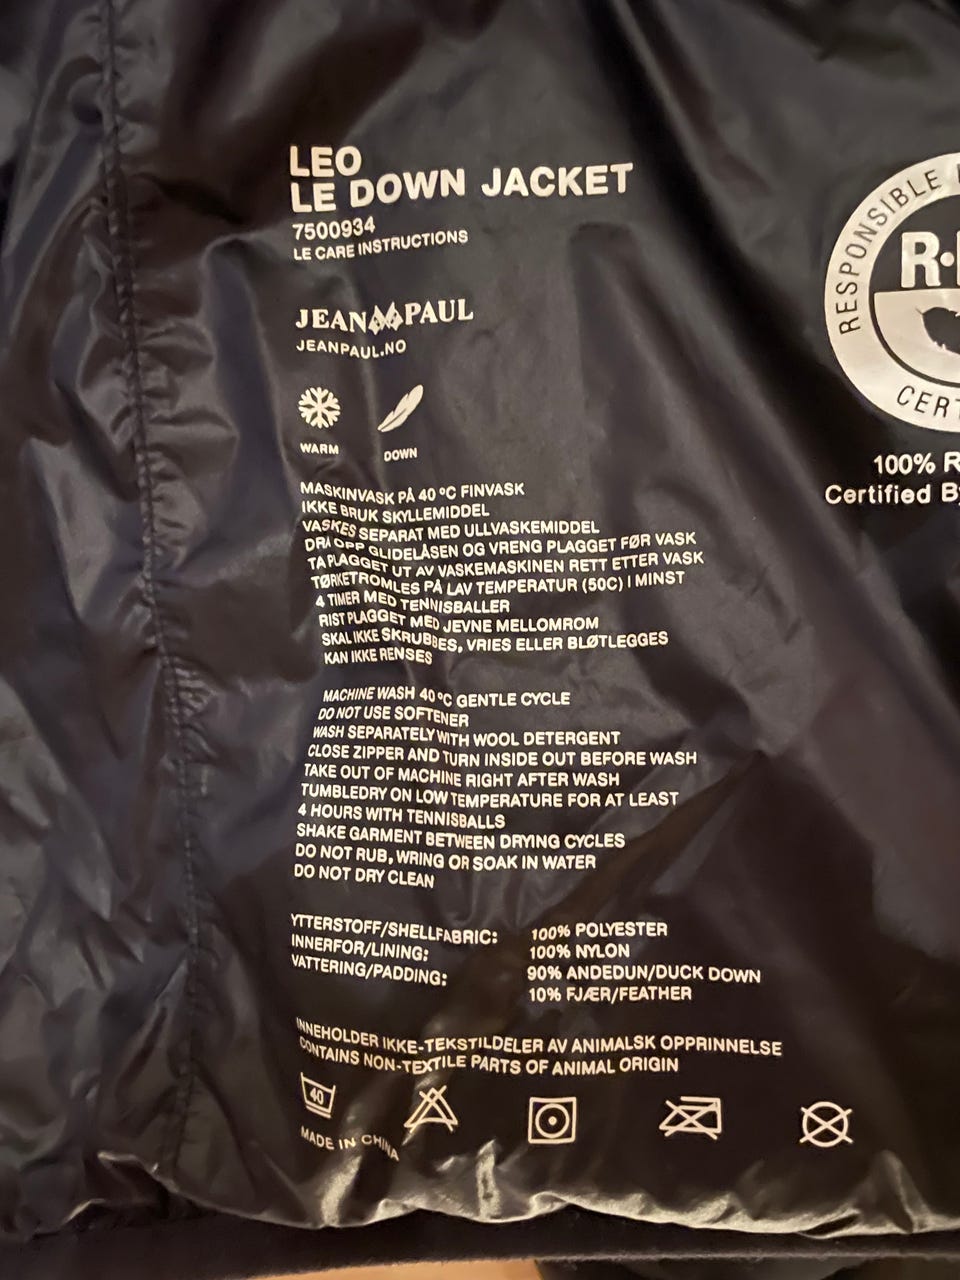 LEO
LE DOWN JACKET
7500934
LE CARE INSTRUCTIONS
JEAN PAUL
JEANPAUL.NO
WARM
DOWN
RESPONSIBLE
R
CERT
100% R
Certified By
MASKINVASK PÅ 40 °C FINVASK
IKKE BRUK SKYLLEMIDDEL
VASKES SEPARAT MED ULLVASKEMIDDEL
DRA OPP GLIDELÅSEN OG VRENG PLAGGET FØR VASK
TA PLAGGET UT AV VASKEMASKINEN RETT ETTER VASK
TØRKETROMLES PÅ LAV TEMPERATUR (50C) I MINST
4 TIMER MED TENNISBALLER
RIST PLAGGET MED JEVNE MELLOMROM
SKAL IKKE SKRUBBES, VRIES ELLER BLØTLEGGES
KAN IKKE RENSES
MACHINE WASH 40 °C GENTLE CYCLE
DO NOT USE SOFTENER
WASH SEPARATELY WITH WOOL DETERGENT
CLOSE ZIPPER AND TURN INSIDE OUT BEFORE WASH
TAKE OUT OF MACHINE RIGHT AFTER WASH
TUMBLEDRY ON LOW TEMPERATURE FOR AT LEAST
4 HOURS WITH TENNISBALLS
SHAKE GARMENT BETWEEN DRYING CYCLES
DO NOT RUB, WRING OR SOAK IN WATER
DO NOT DRY CLEAN
YTTERSTOFF/SHELLFABRIC: 100% POLYESTER
INNERFOR/LINING: 100% NYLON
VATTERING/PADDING: 90% ANDEDUN/DUCK DOWN
10% FJÆR/FEATHER
INNEHOLDER IKKE-TEKSTILDELER AV ANIMALSK OPPRINNELSE
CONTAINS NON-TEXTILE PARTS OF ANIMAL ORIGIN
40
MADE IN CHINA